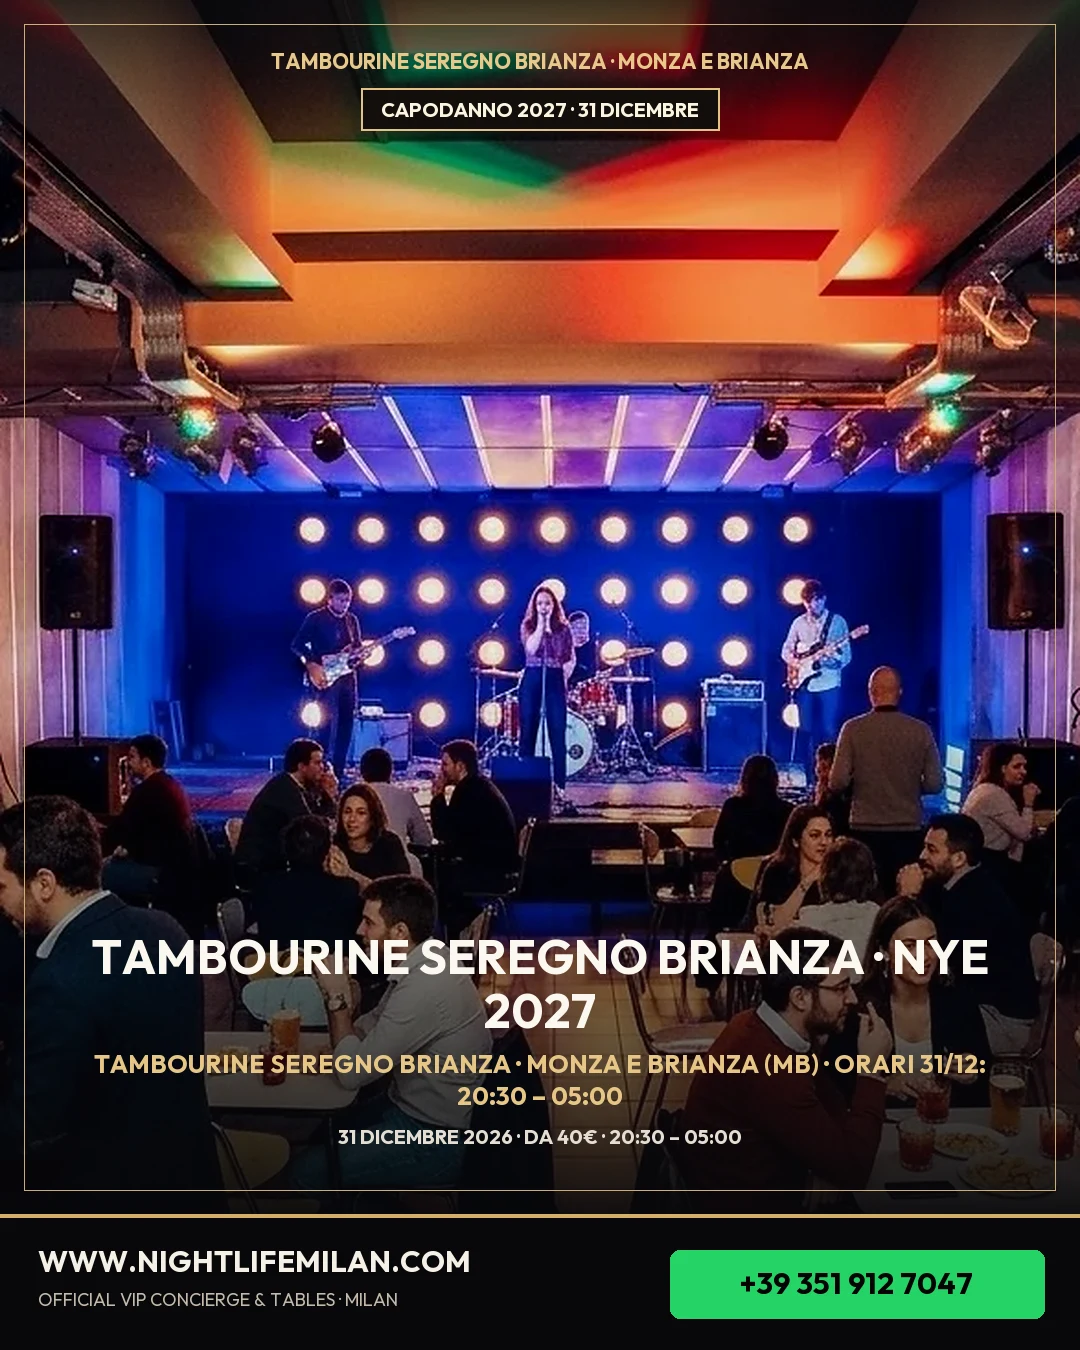 TAMBOURINE SEREGNO BRIANZA · MONZA E BRIANZA
CAPODANNO 2027 · 31 DICEMBRE
TAMBOURINE SEREGNO BRIANZA · NYE
2027
TAMBOURINE SEREGNO BRIANZA · MONZA E BRIANZA (MB) · ORARI 31/12:
20:30 – 05:00
31 DICEMBRE 2026 · DA 40€ · 20:30 – 05:00
WWW.NIGHTLIFEMILAN.COM
OFFICIAL VIP CONCIERGE & TABLES · MILAN
+39 351 912 7047